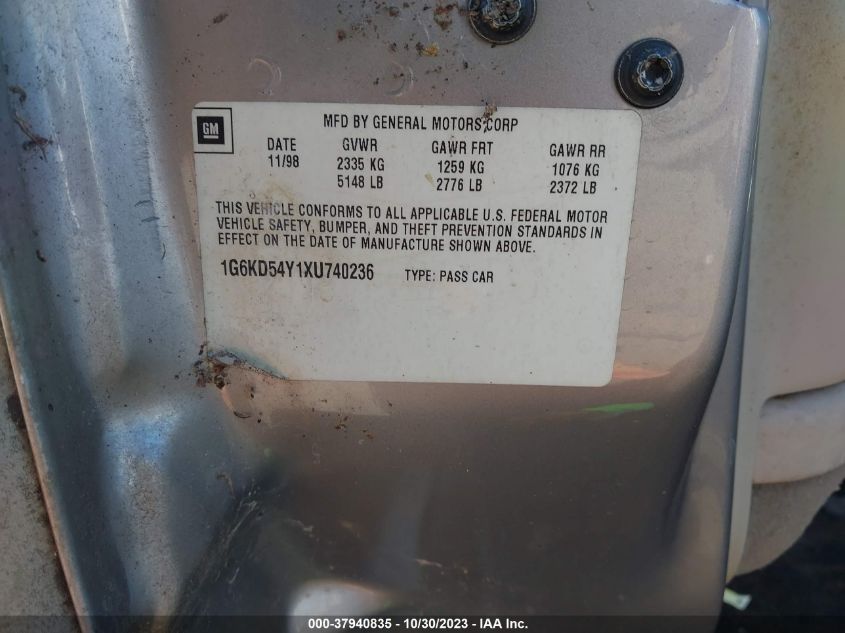 GM
MFD BY GENERAL MOTORS CORP
DATE GVWR GAWR FRT GAWR RR
11/98 2335 KG 1259 KG 1076 KG
5148 LB 2776 LB 2372 LB
THIS VEHICLE CONFORMS TO ALL APPLICABLE U.S. FEDERAL MOTOR
VEHICLE SAFETY, BUMPER, AND THEFT PREVENTION STANDARDS IN
EFFECT ON THE DATE OF MANUFACTURE SHOWN ABOVE.
1G6KD54Y1XU740236 TYPE: PASS CAR
000-37940835 - 10/30/2023 - IAA Inc.